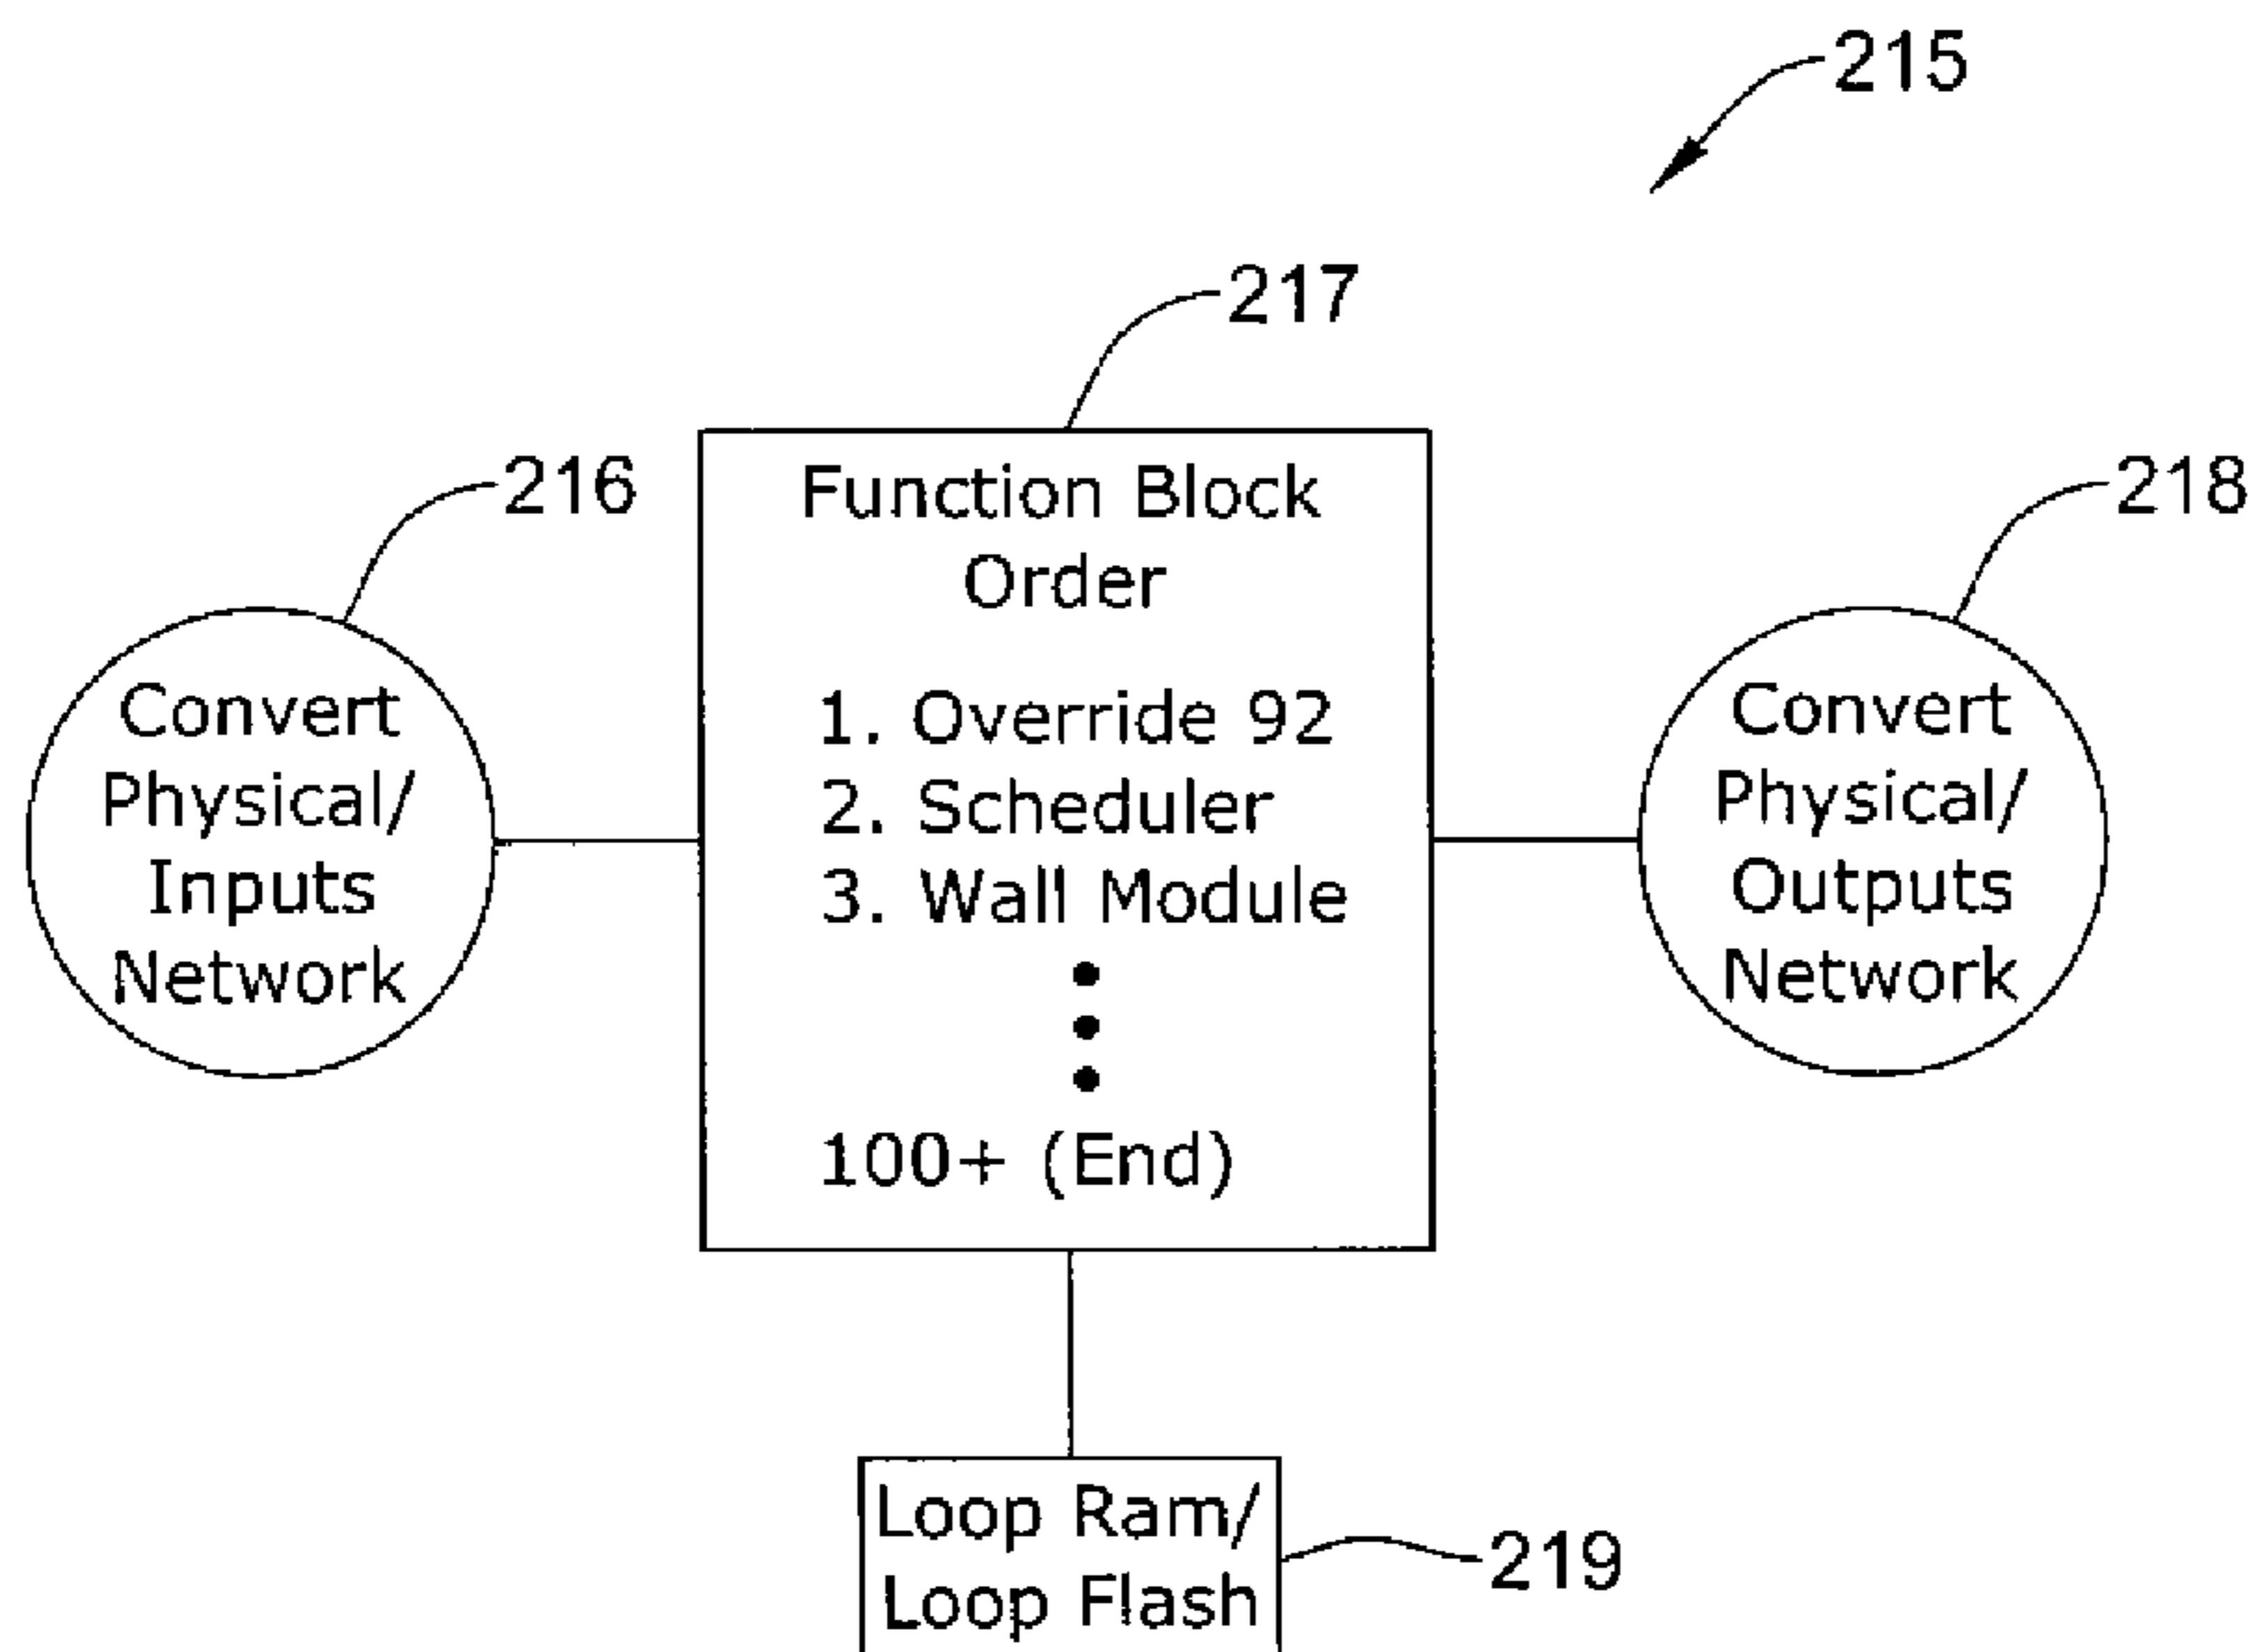 215
217
216
218
Function Block
Order
1. Override 92
2. Scheduler
3. Wall Module
100+ (End)
Convert
Physical/
Inputs
Network
Convert
Physical/
Outputs
Network
Loop Ram/
Loop Flash
219